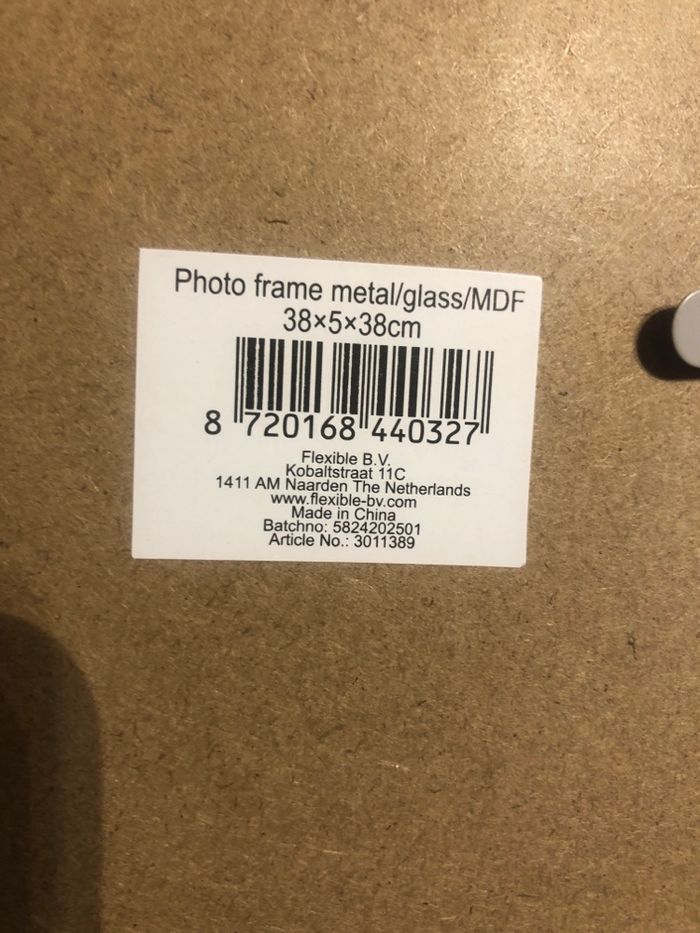 Photo frame metal/glass/MDF
38×5×38cm
8 720168 440327
Flexible B.V.
Kobaltstraat 11C
1411 AM Naarden The Netherlands
www.flexible-bv.com
Made in China
Batchno: 5824202501
Article No.: 3011389